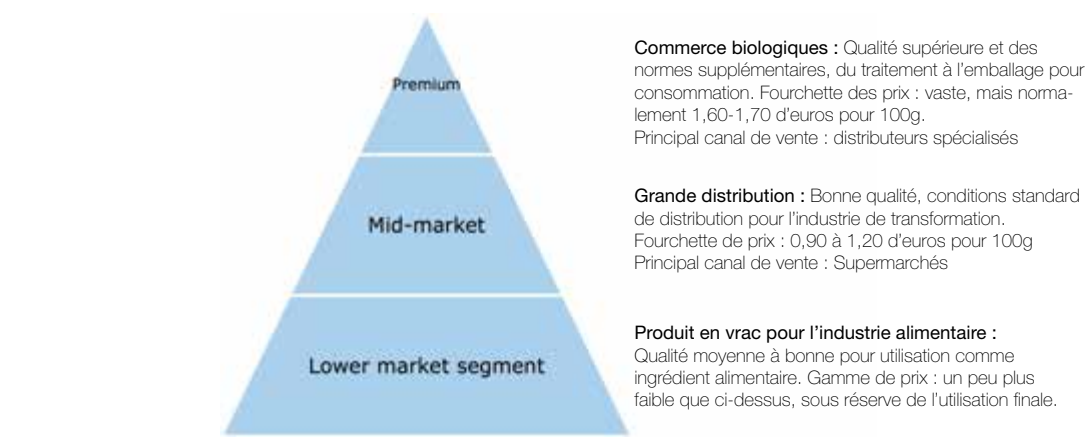 Premium
Commerce biologiques : Qualité supérieure et des
normes supplémentaires, du traitement à l'emballage pour
consommation. Fourchette des prix : vaste, mais norma-
lement 1,60-1,70 d'euros pour 100g.
Principal canal de vente : distributeurs spécialisés
Mid-market
Grande distribution : Bonne qualité, conditions standard
de distribution pour l'industrie de transformation.
Fourchette de prix : 0,90 à 1,20 d'euros pour 100g
Principal canal de vente : Supermarchés
Lower market segment
Produit en vrac pour l'industrie alimentaire :
Qualité moyenne à bonne pour utilisation comme
ingrédient alimentaire. Gamme de prix : un peu plus
faible que ci-dessus, sous réserve de l'utilisation finale.